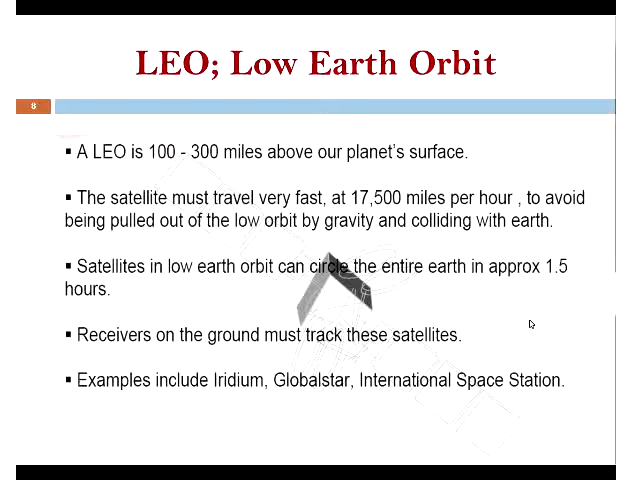 LEO; Low Earth Orbit
8
▪ A LEO is 100 - 300 miles above our planet's surface.
▪ The satellite must travel very fast, at 17,500 miles per hour , to avoid
being pulled out of the low orbit by gravity and colliding with earth.
▪ Satellites in low earth orbit can circle the entire earth in approx 1.5
hours.
▪ Receivers on the ground must track these satellites.
▪ Examples include Iridium, Globalstar, International Space Station.